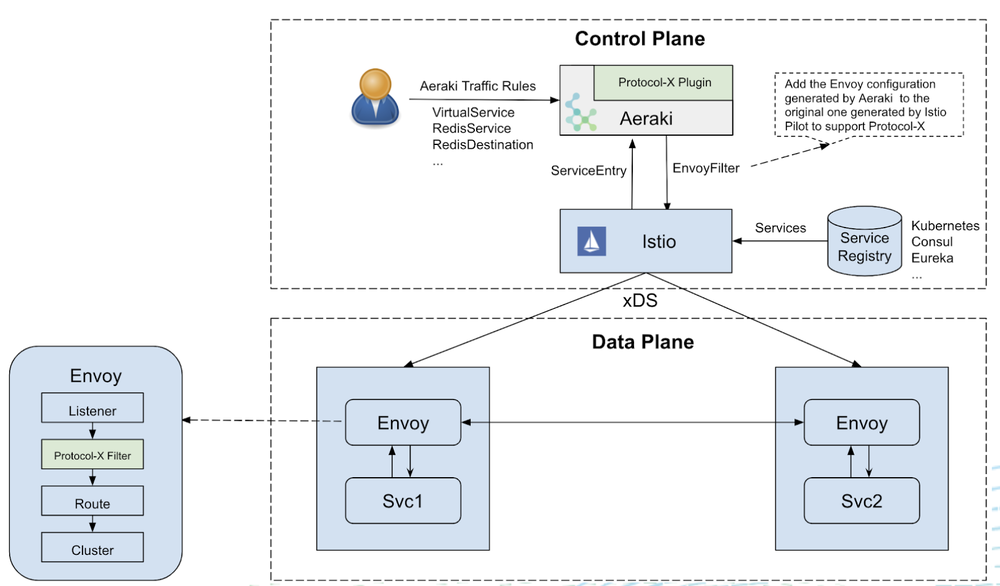 Control Plane
Aeraki Traffic Rules
VirtualService
RedisService
RedisDestination
...
Protocol-X Plugin
Aeraki
Add the Envoy configuration
generated by Aeraki to the
original one generated by Istio
Pilot to support Protocol-X
ServiceEntry
EnvoyFilter
Istio
Services
Service
Registry
Kubernetes
Consul
Eureka
...
xDS
Data Plane
Envoy
Listener
Protocol-X Filter
Route
Cluster
Envoy
Svc1
Envoy
Svc2